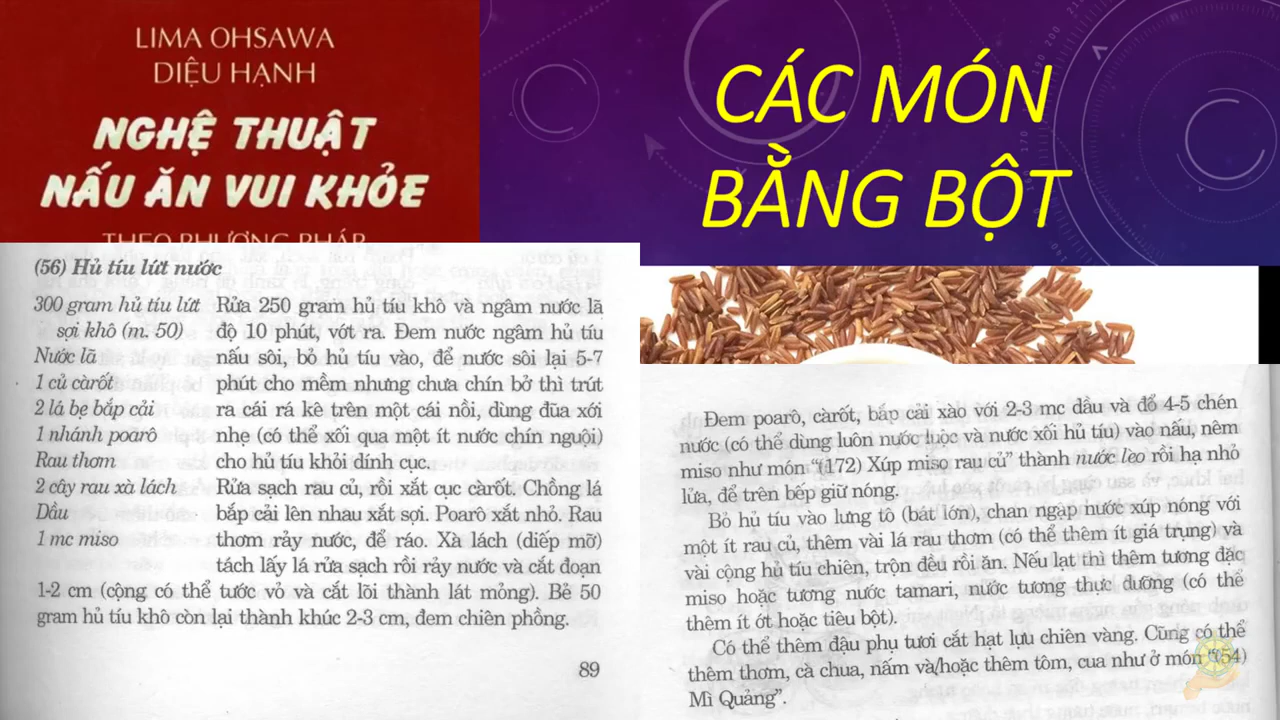 LIMA OHSAWA
DIỆU HẠNH
NGHỆ THUẬT
NẤU ĂN VUI KHỎE
THEO PHƯƠNG PHÁP
CÁC MÓN
BẰNG BỘT
(56) Hủ tíu lứt nước
300 gram hủ tíu lứt
sợi khô (m. 50)
Nước lã
1 củ càrốt
2 lá bẹ bắp cải
1 nhánh poarô
Rau thơm
2 cây rau xà lách
Dầu
1 mc miso
Rửa 250 gram hủ tíu khô và ngâm nước lã
độ 10 phút, vớt ra. Đem nước ngâm hủ tíu
nấu sôi, bỏ hủ tíu vào, để nước sôi lại 5-7
phút cho mềm nhưng chưa chín bở thì trút
ra cái rá kè trên một cái nồi, dùng đũa xới
nhẹ (có thể xối qua một ít nước chín nguội)
cho hủ tíu khỏi dính cục.
Rửa sạch rau củ, rồi xắt cục càrốt. Chồng lá
bắp cải lên nhau xắt sợi. Poarô xắt nhỏ. Rau
thơm rảy nước, để ráo. Xà lách (diếp mỡ)
tách lấy lá rửa sạch rồi rảy nước và cắt đoạn
1-2 cm (cộng có thể tước vỏ và cắt lõi thành lát mỏng). Bẻ 50
gram hủ tíu khô còn lại thành khúc 2-3 cm, đem chiên phồng.
89
Đem poarô, càrốt, bắp cải xào với 2-3 mc dầu và đổ 4-5 chén
nước (có thể dùng luôn nước luộc và nước xối hủ tíu) vào nấu, nêm
miso như món "(172) Xúp miso rau củ" thành nước lèo rồi hạ nhỏ
lửa, để trên bếp giữ nóng.
Bỏ hủ tíu vào lưng tô (bát lớn), chan ngập nước xúp nóng với
một ít rau củ, thêm vài lá rau thơm (có thể thêm ít giá trụng) và
vài cộng hủ tíu chiên, trộn đều rồi ăn. Nếu lạt thì thêm tương đặc
miso hoặc tương nước tamari, nước tương thực dưỡng (có thể
thêm ít ớt hoặc tiêu bột).
Có thể thêm đậu phụ tươi cắt hạt lựu chiên vàng. Cũng có thể
thêm thơm, cà chua, nấm và/hoặc thêm tôm, cua như ở món "(54)
Mì Quảng".